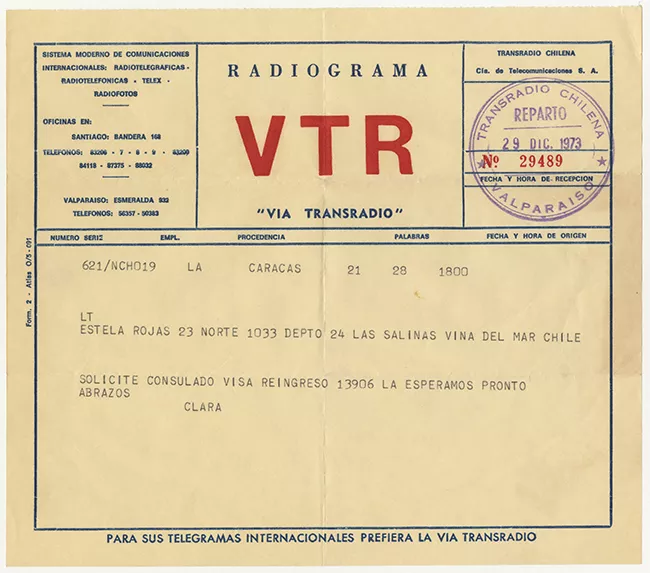 SISTEMA MODERNO DE COMUNICACIONES
INTERNACIONALES: RADIOTELEGRAFICAS -
RADIOTELEFONICAS - TELEX -
RADIOFOTOS
OFICINAS EN:
SANTIAGO: BANDERA 168
TELEFONOS: 83206 - 7 - 8 - 9 - 83209
84118 - 87375 - 88032
VALPARAISO: ESMERALDA 932
TELEFONOS: 56357 - 50383
RADIOGRAMA
VTR
"VIA TRANSRADIO"
TRANSRADIO CHILENA
Cía. de Telecomunicaciones S. A.
TRANSRADIO CHILENA
REPARTO
29 DIC. 1973
Nº 29489
FECHA Y HORA DE RECEPCION
VALPARAISO
NUMERO SERIE EMPL. PROCEDENCIA PALABRAS FECHA Y HORA DE ORIGEN
621/NCH019 LA CARACAS 21 28 1800
LT
ESTELA ROJAS 23 NORTE 1033 DEPTO 24 LAS SALINAS VINA DEL MAR CHILE
SOLICITE CONSULADO VISA REINGRESO 13906 LA ESPERAMOS PRONTO
ABRAZOS
CLARA
Form. 2 - Atlas O/S - 091
PARA SUS TELEGRAMAS INTERNACIONALES PREFIERA LA VIA TRANSRADIO